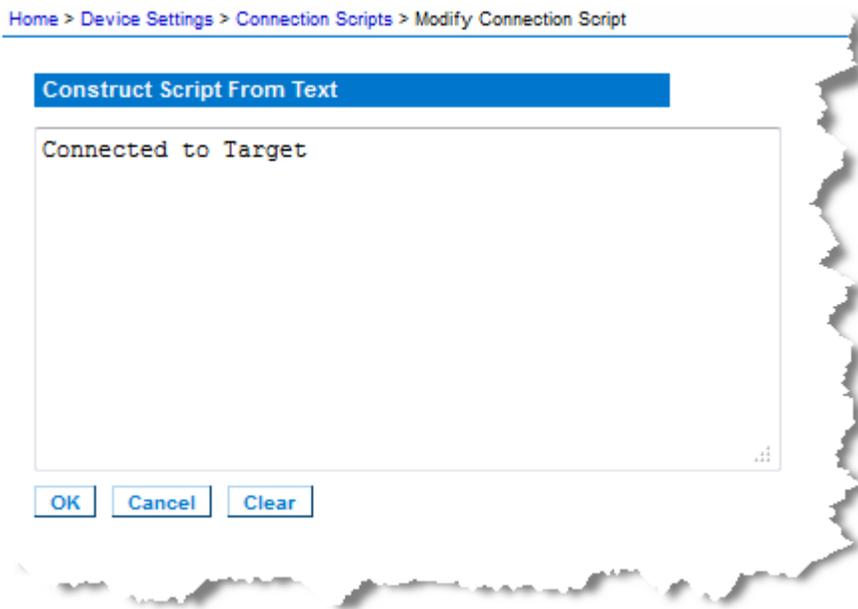 Home > Device Settings > Connection Scripts > Modify Connection Script
Construct Script From Text
Connected to Target
OK Cancel Clear